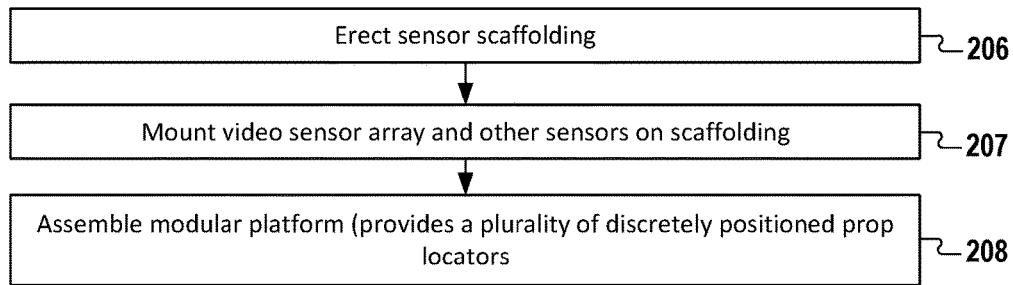 Erect sensor scaffolding
206
Mount video sensor array and other sensors on scaffolding
207
Assemble modular platform (provides a plurality of discretely positioned prop
locators
208